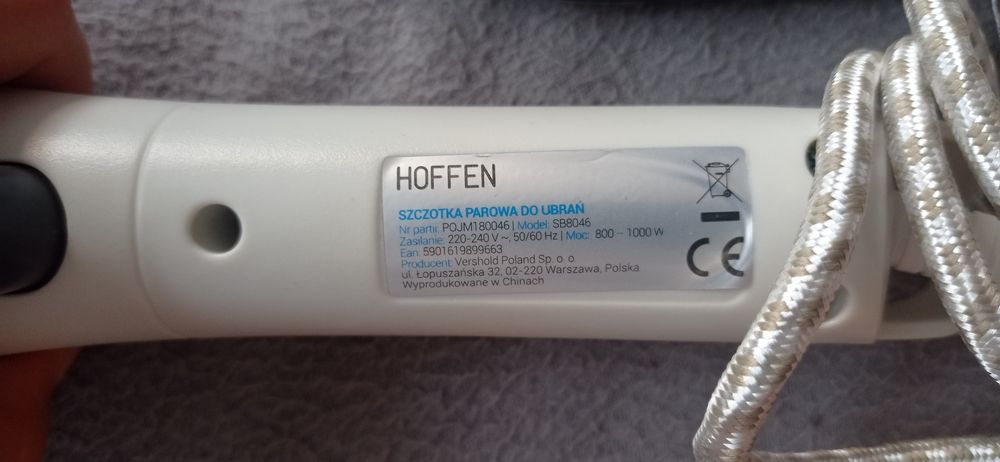 HOFFEN
SZCZOTKA PAROWA DO UBRAŃ
Nr partii: POJM180046 | Model: SB8046
Zasilanie: 220-240 V ~, 50/60 Hz | Moc: 800 – 1000 W
Ean: 5901619899663
Producent: Vershold Poland Sp. o. o
ul. Łopuszańska 32, 02-220 Warszawa, Polska
Wyprodukowane w Chinach
CE